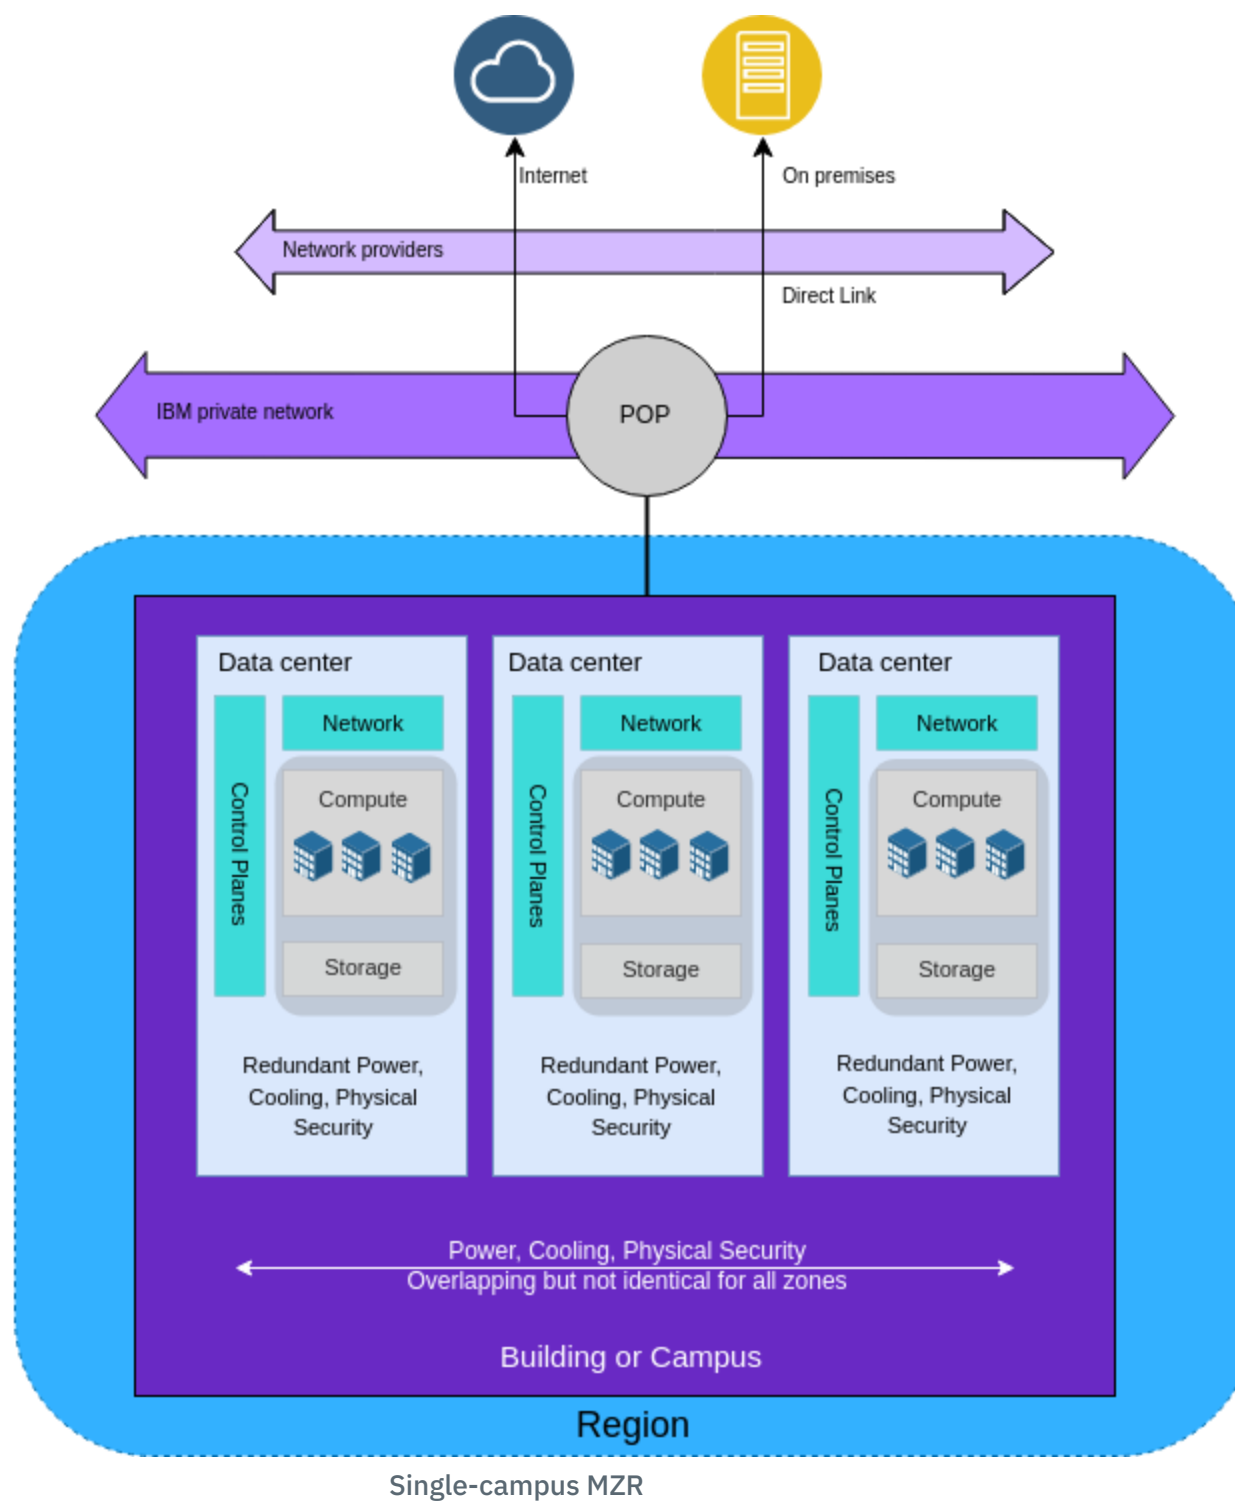 Internet
On premises
Network providers
Direct Link
IBM private network
POP
Data center
Network
Control Planes
Compute
Storage
Redundant Power,
Cooling, Physical
Security
Data center
Network
Control Planes
Compute
Storage
Redundant Power,
Cooling, Physical
Security
Data center
Network
Control Planes
Compute
Storage
Redundant Power,
Cooling, Physical
Security
Power, Cooling, Physical Security
Overlapping but not identical for all zones
Building or Campus
Region
Single-campus MZR